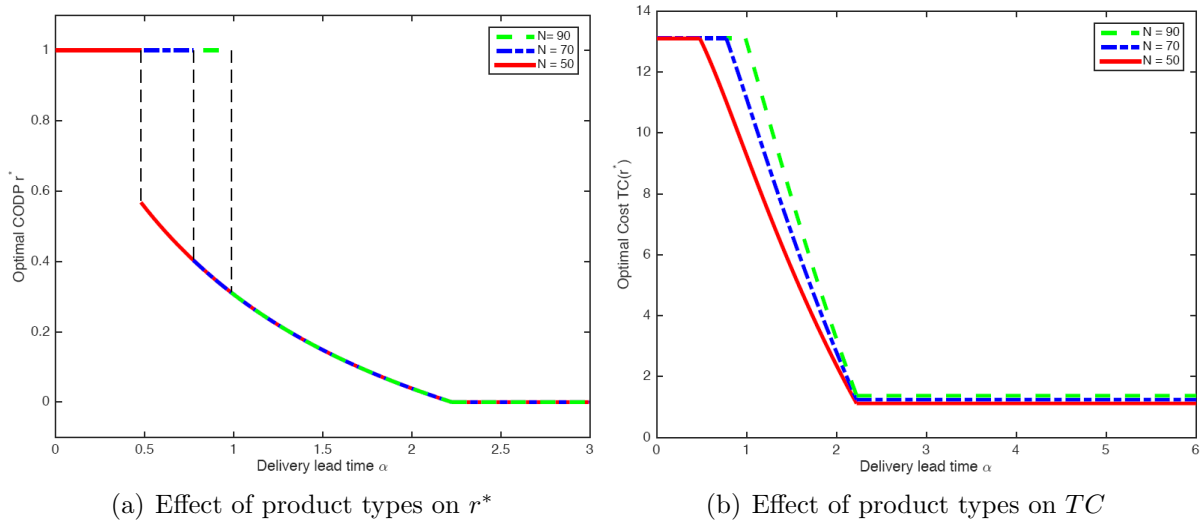 1
0.8
0.6
0.4
0.2
0
Optimal CODP r*
0
0.5
1
1.5
2
2.5
3
Delivery lead time α
N= 90
N = 70
N = 50
(a) Effect of product types on r*
14
12
10
8
6
4
2
0
Optimal Cost TC(r*)
0
1
2
3
4
5
6
Delivery lead time α
N = 90
N = 70
N = 50
(b) Effect of product types on TC